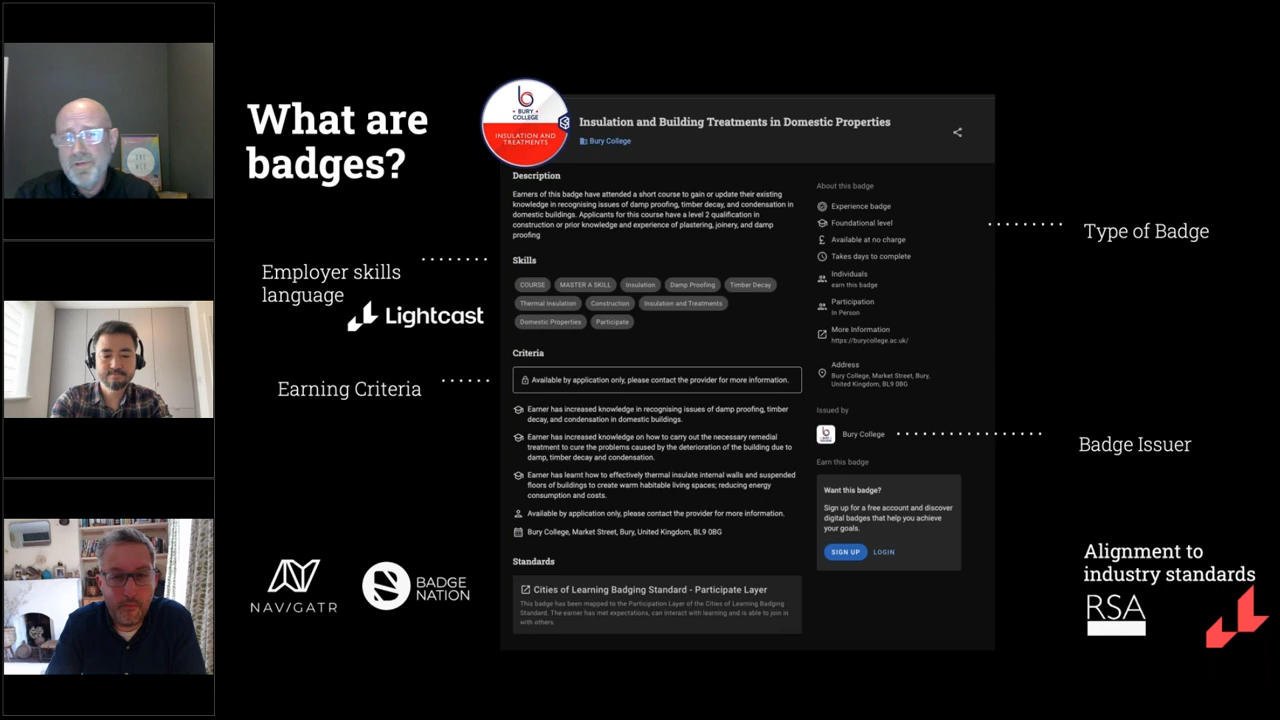 What are
badges?
Employer skills
language
Lightcast
Earning Criteria
NAVIGATR
BADGE
NATION
BURY
COLLEGE
INSULATION AND
TREATMENTS
Insulation and Building Treatments in Domestic Properties
Bury College
Description
Earners of this badge have attended a short course to gain or update their existing
knowledge in recognising issues of damp proofing, timber decay, and condensation in
domestic buildings. Applicants for this course have a level 2 qualification in
construction or prior knowledge and experience of plastering, joinery, and damp
proofing
Skills
COURSE MASTER A SKILL Insulation Damp Proofing Timber Decay
Thermal Insulation Construction Insulation and Treatments
Domestic Properties Participate
Criteria
Available by application only, please contact the provider for more information.
Earner has increased knowledge in recognising issues of damp proofing, timber
decay, and condensation in domestic buildings.
Earner has increased knowledge on how to carry out the necessary remedial
treatment to cure the problems caused by the deterioration of the building due to
damp, timber decay and condensation.
Earner has learnt how to effectively thermal insulate internal walls and suspended
floors of buildings to create warm habitable living spaces; reducing energy
consumption and costs.
Available by application only, please contact the provider for more information.
Bury College, Market Street, Bury, United Kingdom, BL9 0BG
Standards
Cities of Learning Badging Standard - Participate Layer
This badge has been mapped to the Participation Layer of the Cities of Learning Badging
Standard. The earner has met expectations, can interact with learning and is able to join in
with others.
About this badge
Experience badge
Foundational level
£ Available at no charge
Takes days to complete
Individuals
earn this badge
Participation
In Person
More Information
https://burycollege.ac.uk/
Address
Bury College, Market Street, Bury,
United Kingdom, BL9 0BG
Issued by
Bury College
Earn this badge
Want this badge?
Sign up for a free account and discover
digital badges that help you achieve
your goals.
SIGN UP LOGIN
Type of Badge
Badge Issuer
Alignment to
industry standards
RSA